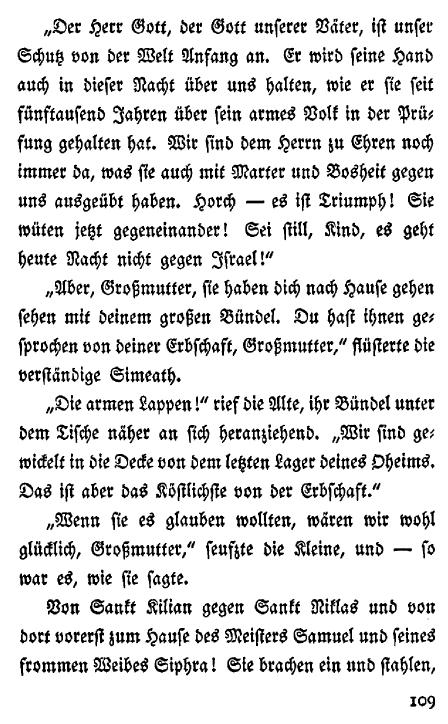 „Der Herr Gott, der Gott unserer Väter, ist unser
Schutz von der Welt Anfang an. Er wird seine Hand
auch in dieser Nacht über uns halten, wie er sie seit
fünftausend Jahren über sein armes Volk in der Prü-
fung gehalten hat. Wir sind dem Herrn zu Ehren noch
immer da, was sie auch mit Marter und Bosheit gegen
uns ausgeübt haben. Horch — es ist Triumph! Sie
wüten jetzt gegeneinander! Sei still, Kind, es geht
heute Nacht nicht gegen Israel!“
„Aber, Großmutter, sie haben dich nach Hause gehen
sehen mit deinem großen Bündel. Du hast ihnen ge-
sprochen von deiner Erbschaft, Großmutter,“ flüsterte die
verständige Simeath.
„Die armen Lappen!“ rief die Alte, ihr Bündel unter
dem Tische näher an sich heranziehend. „Wir sind ge-
wickelt in die Decke von dem letzten Lager deines Oheims.
Das ist aber das Köstlichste von der Erbschaft.“
„Wenn sie es glauben wollten, wären wir wohl
glücklich, Großmutter,“ seufzte die Kleine, und — so
war es, wie sie sagte.
Von Sankt Kilian gegen Sankt Niklas und von
dort vorerst zum Hause des Meisters Samuel und seines
frommen Weibes Siphra! Sie brachen ein und stahlen,
109